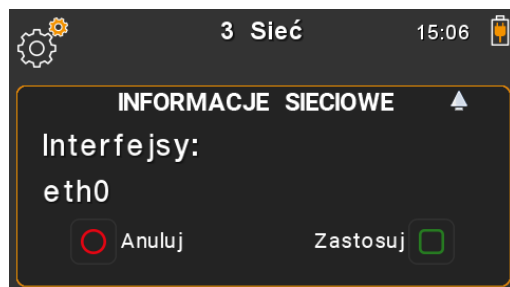 3 Sieć 15:06
INFORMACJE SIECIOWE
Interfejsy:
eth0
Anuluj Zastosuj